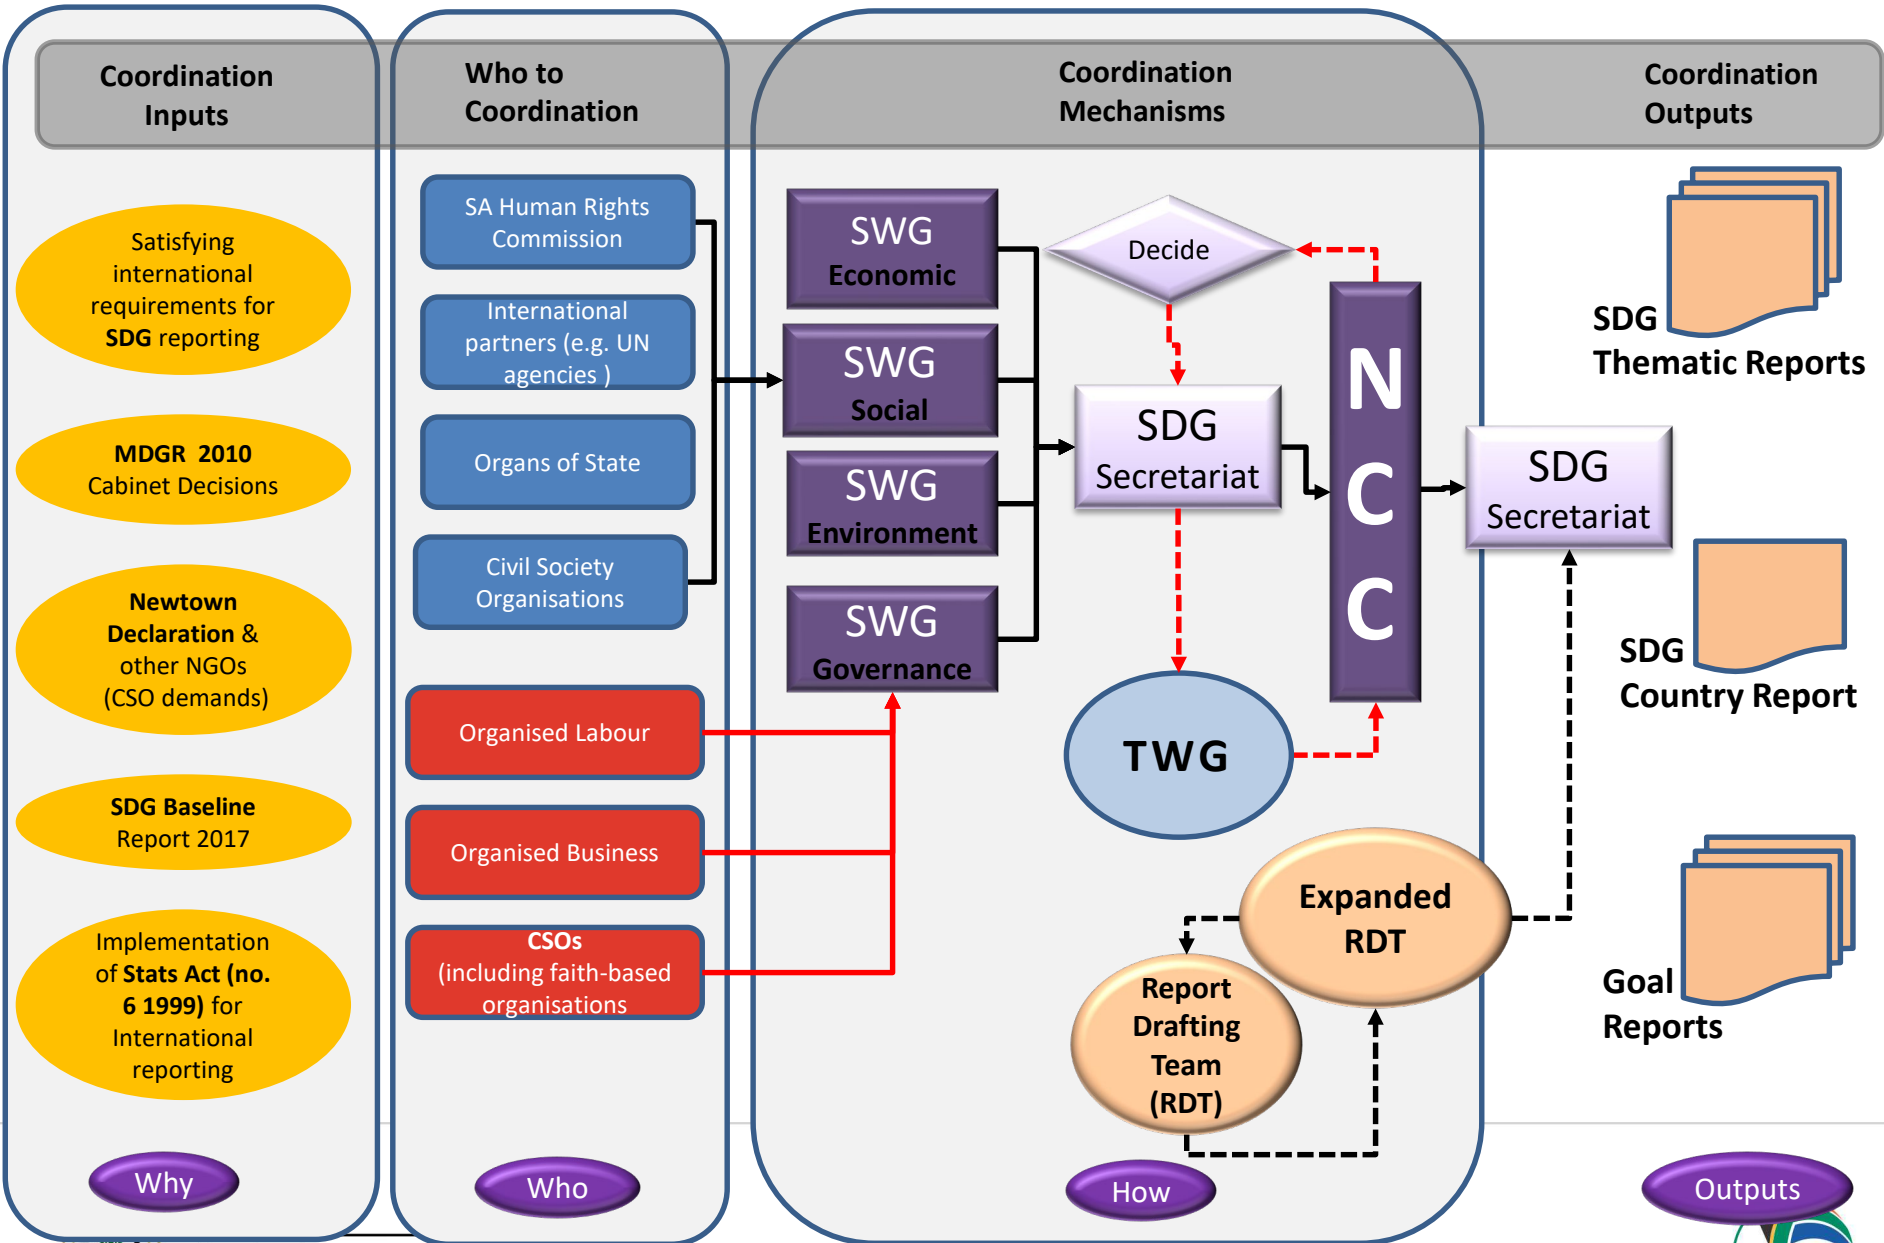 Coordination
Inputs
Who to
Coordination
Coordination
Mechanisms
Coordination
Outputs
Satisfying
international
requirements for
SDG reporting
MDGR 2010
Cabinet Decisions
Newtown
Declaration &
other NGOs
(CSO demands)
SDG Baseline
Report 2017
Implementation
of Stats Act (no.
6 1999) for
International
reporting
Why
SA Human Rights
Commission
International
partners (e.g. UN
agencies )
Organs of State
Civil Society
Organisations
Organised Labour
Organised Business
CSOs
(including faith-based
organisations
Who
SWG
Economic
SWG
Social
SWG
Environment
SWG
Governance
Decide
SDG
Secretariat
TWG
N
C
C
Expanded
RDT
Report
Drafting
Team
(RDT)
How
SDG
Secretariat
SDG
Thematic Reports
SDG
Country Report
Goal
Reports
Outputs